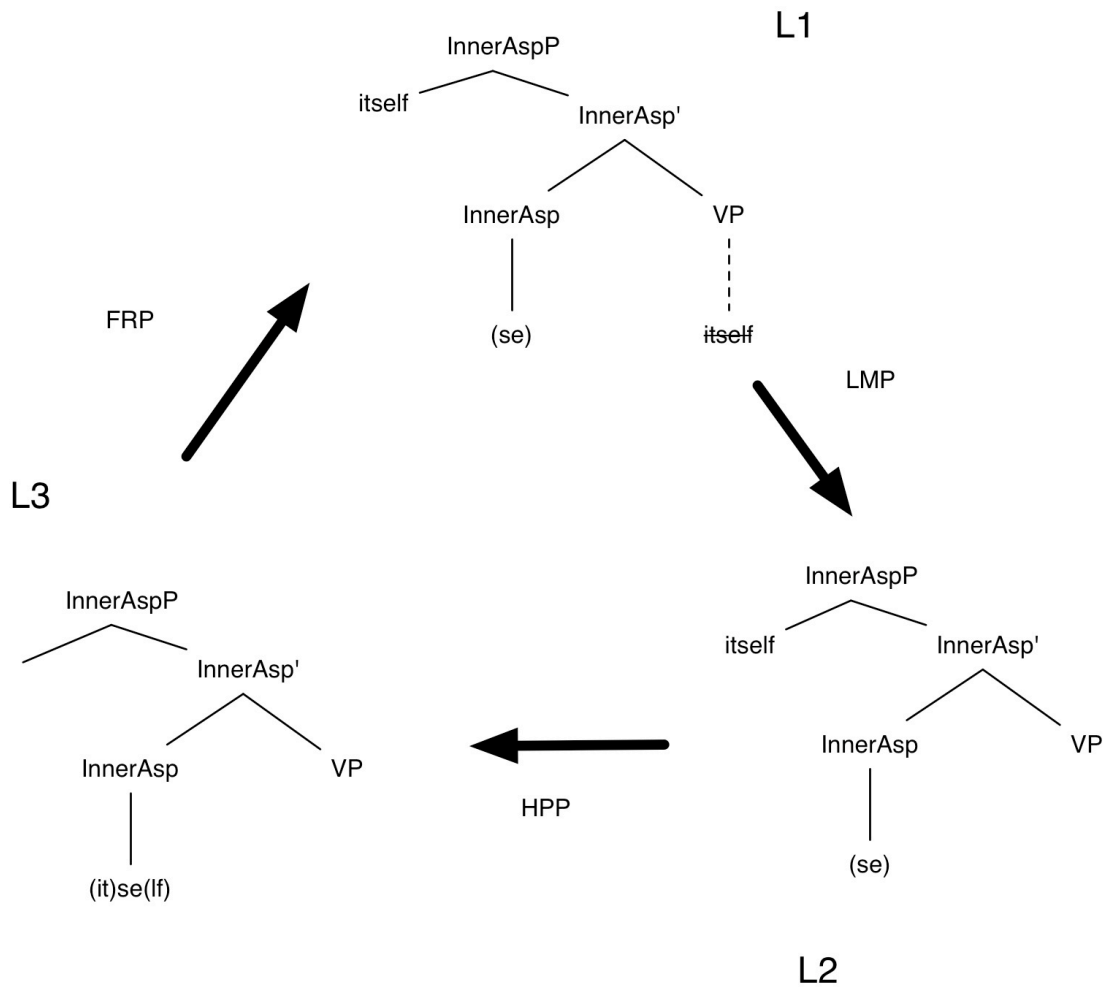 L1
InnerAspP
itself
InnerAsp'
InnerAsp
VP
(se)
itself
FRP
LMP
L3
InnerAspP
InnerAsp'
InnerAsp
VP
(it)se(lf)
HPP
InnerAspP
itself
InnerAsp'
InnerAsp
VP
(se)
L2